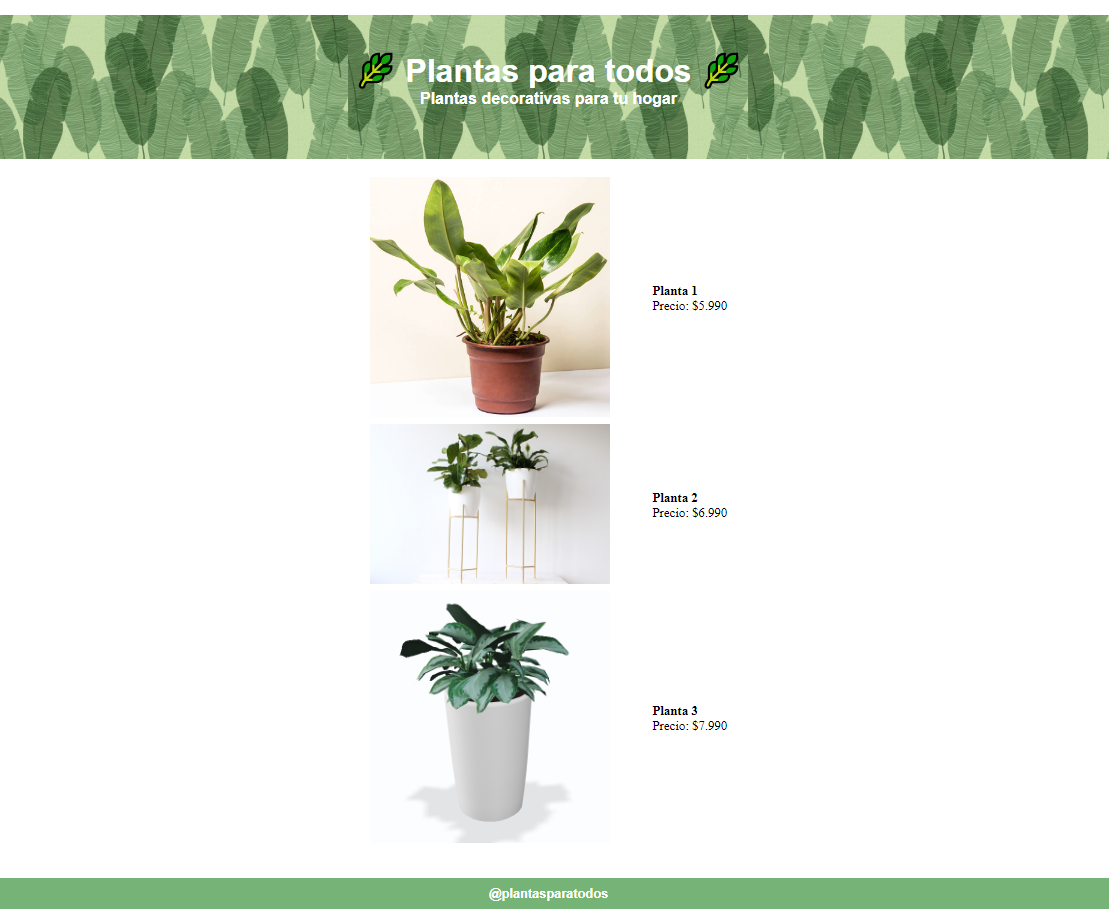 Plantas para todos
Plantas decorativas para tu hogar
Planta 1
Precio: $5.990
Planta 2
Precio: $6.990
Planta 3
Precio: $7.990
@plantasparatodos